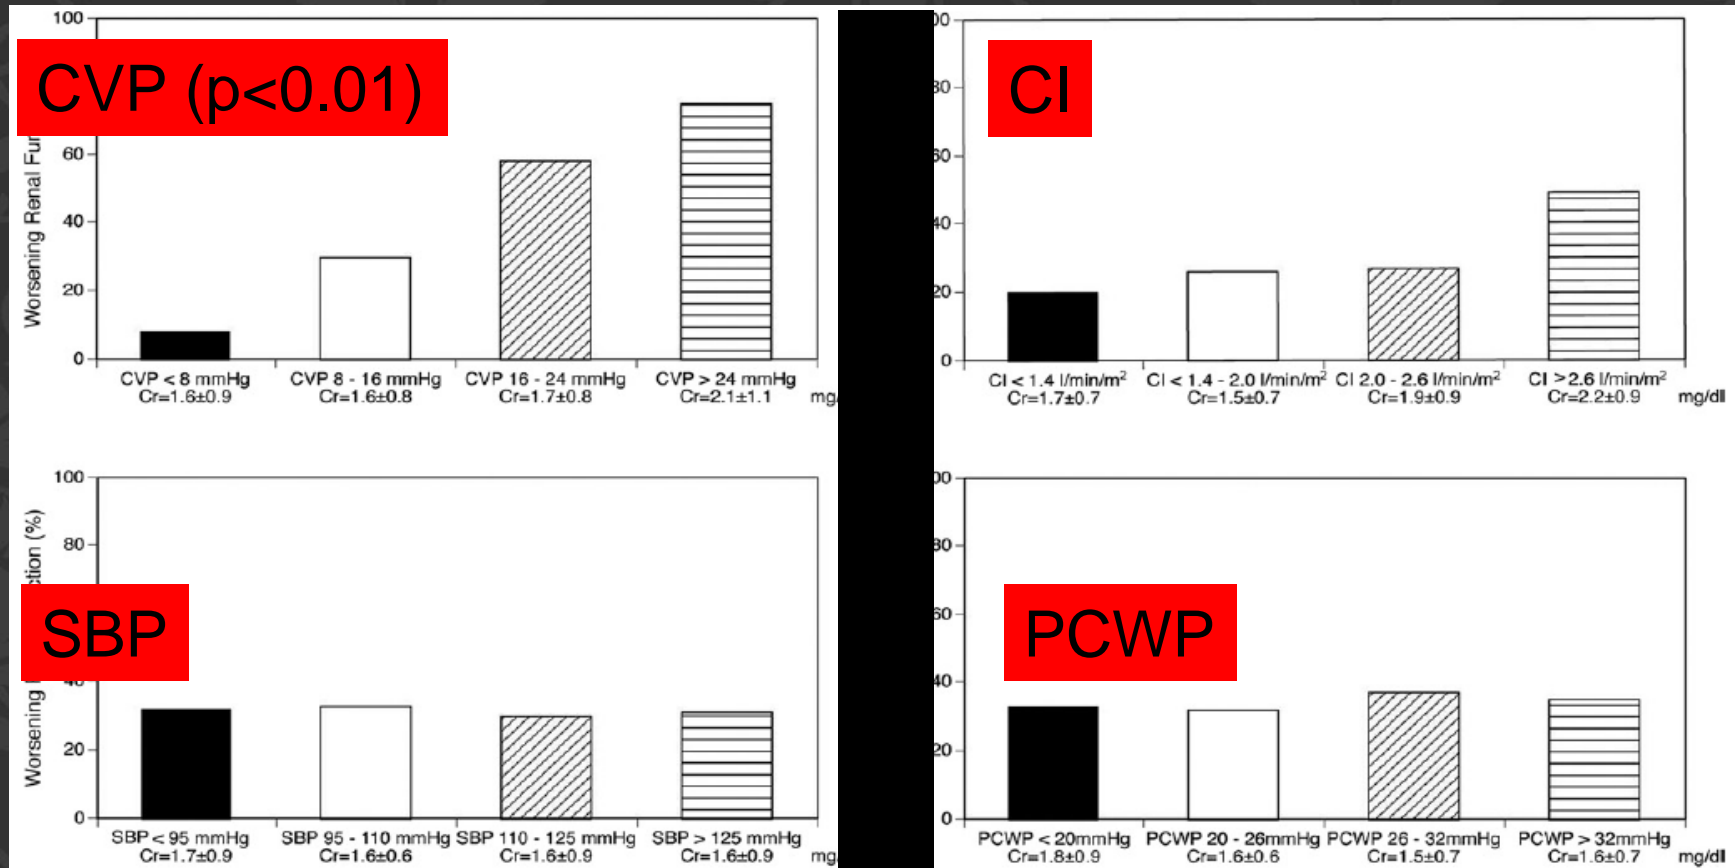 CVP (p<0.01)
Worsening Renal
100
60
40
20
0
CVP < 8 mmHg CVP 8 - 16 mmHg CVP 16 - 24 mmHg CVP > 24 mmHg
Cr=1.6±0.9 Cr=1.6±0.8 Cr=1.7±0.8 Cr=2.1±1.1
CI
20
0
CI < 1.4 l/min/m² CI < 1.4 - 2.0 l/min/m² CI 2.0 - 2.6 l/min/m² CI > 2.6 l/min/m²
Cr=1.7±0.7 Cr=1.5±0.7 Cr=1.9±0.9 Cr=2.2±0.9 mg/dl
SBP
Worsening
(%)
100
80
20
0
SBP < 95 mmHg SBP 95 - 110 mmHg SBP 110 - 125 mmHg SBP > 125 mmHg
Cr=1.7±0.9 Cr=1.6±0.6 Cr=1.6±0.9 Cr=1.6±0.9
PCWP
20
0
PCWP < 20mmHg PCWP 20 - 26mmHg PCWP 26 - 32mmHg PCWP > 32mmHg
Cr=1.8±0.9 Cr=1.6±0.6 Cr=1.5±0.7 Cr=1.6±0.7 mg/dl